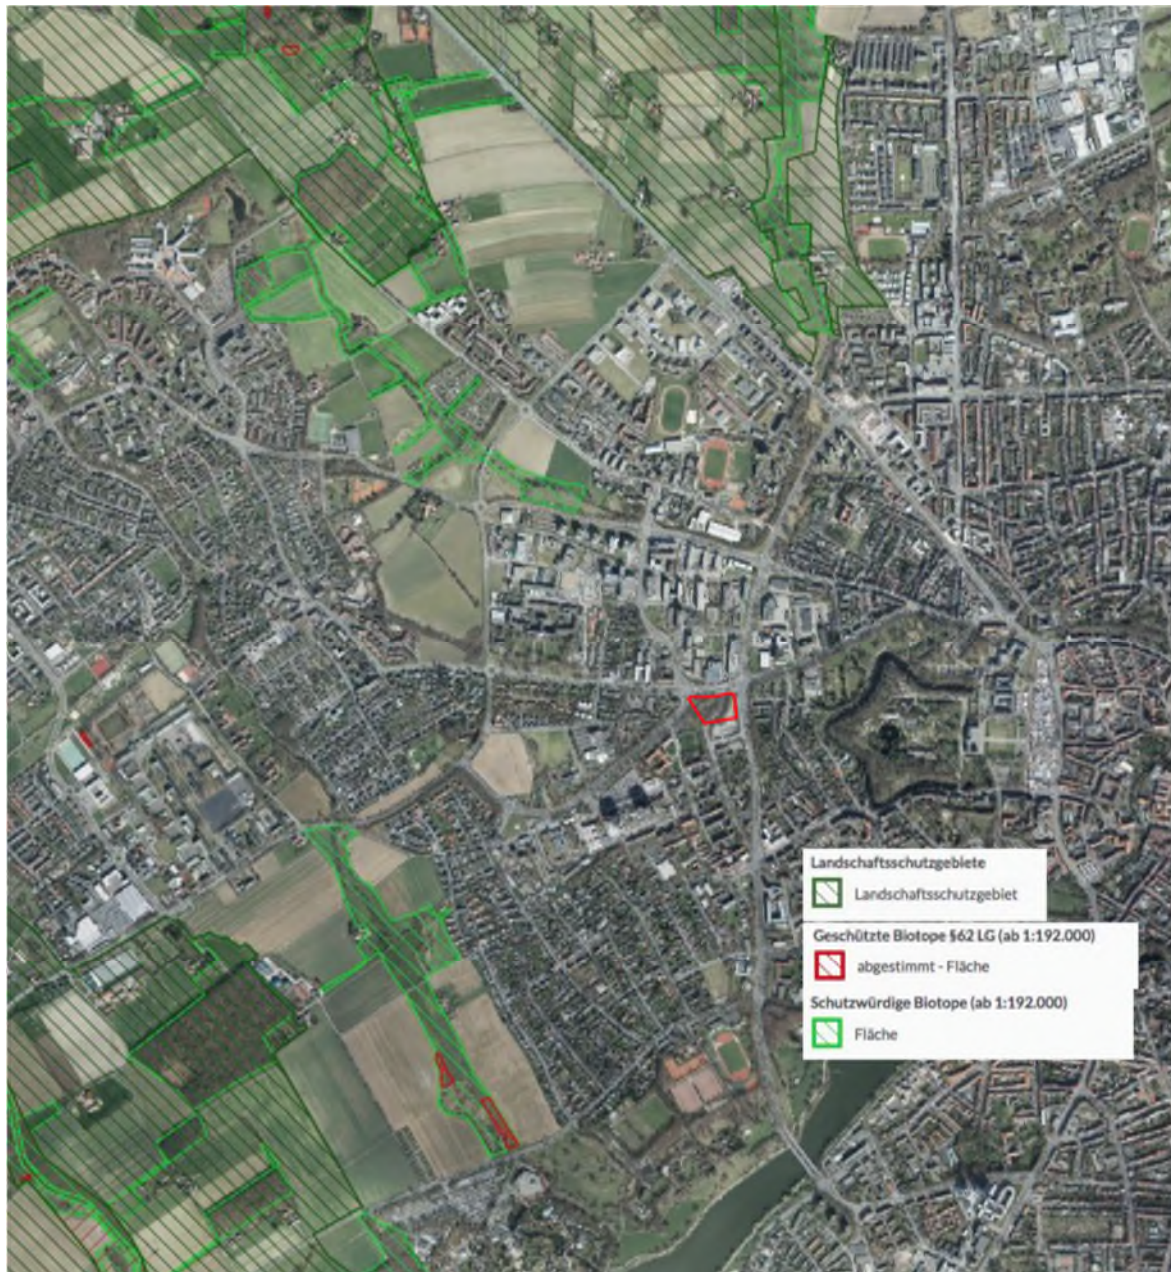 Landschaftsschutzgebiete
Landschaftsschutzgebiet
Geschützte Biotope §62 LG (ab 1:192.000)
abgestimmt - Fläche
Schutzwürdige Biotope (ab 1:192.000)
Fläche